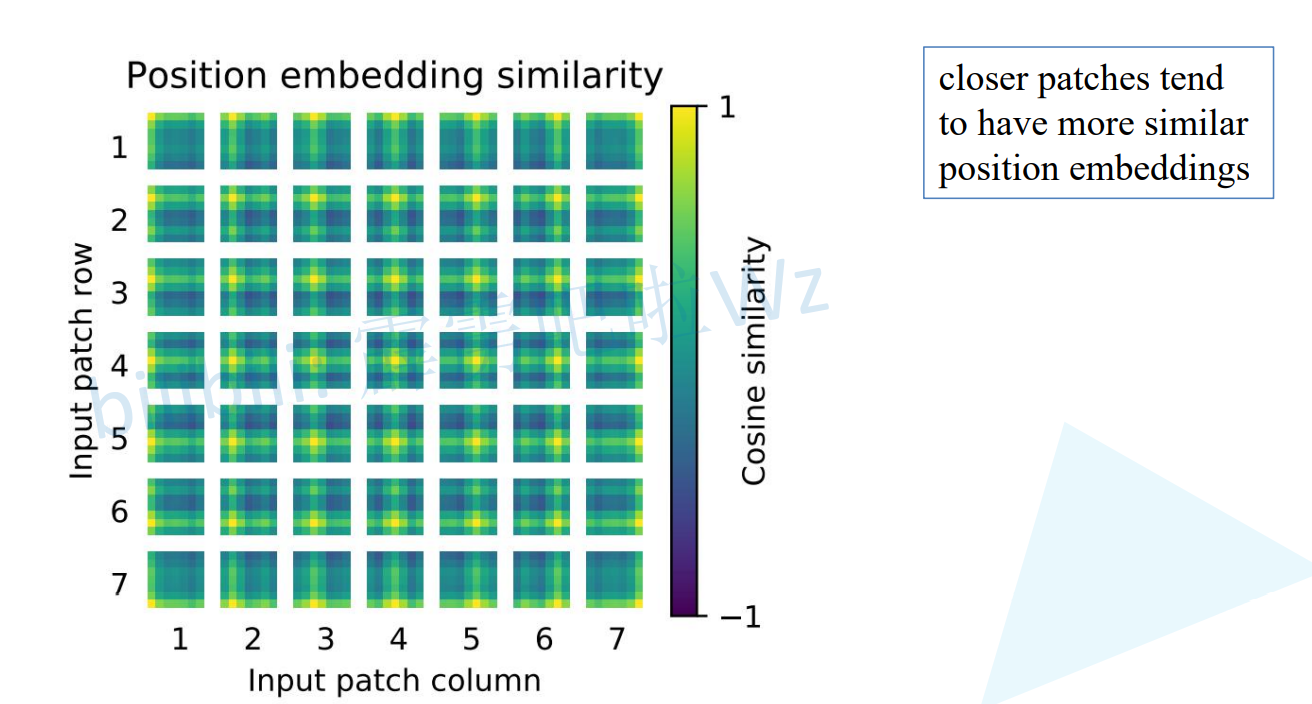 Position embedding similarity
closer patches tend
to have more similar
position embeddings
1
2
3
4
5
6
7
Input patch row
1 2 3 4 5 6 7
Input patch column
1
−1
Cosine similarity
bilibili: 霹雳吧啦Wz